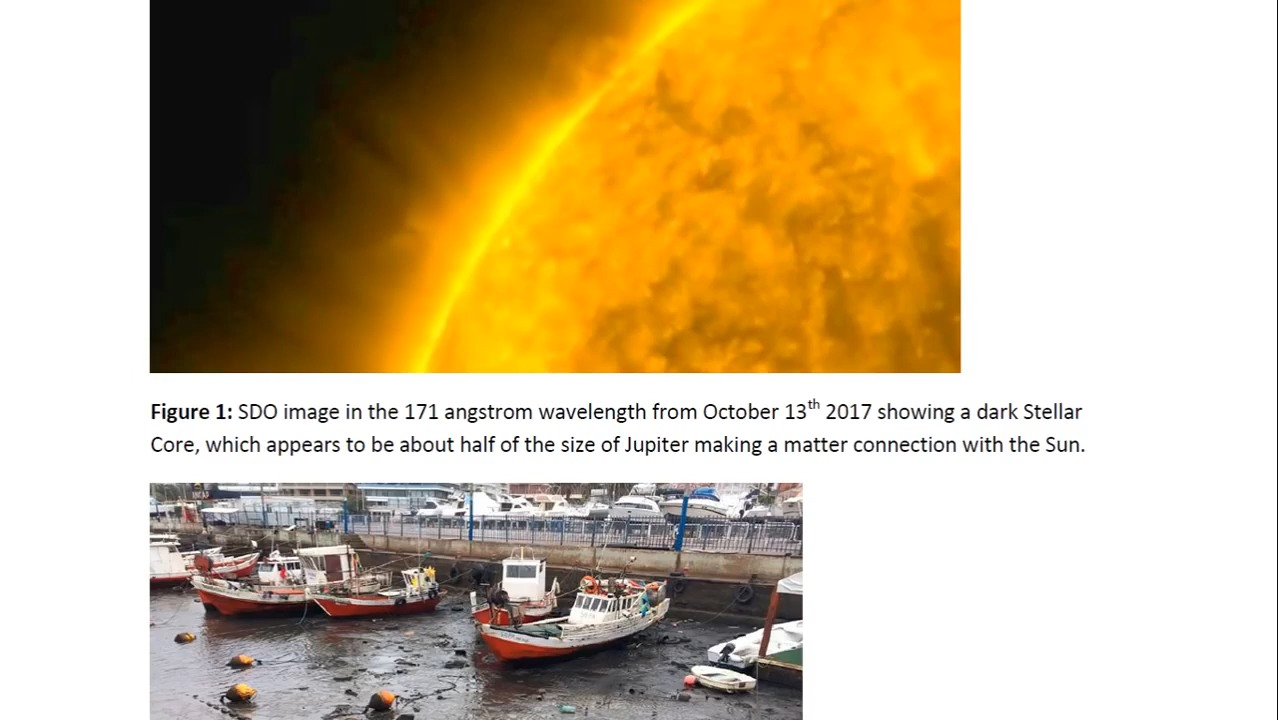 Figure 1: SDO image in the 171 angstrom wavelength from October 13th 2017 showing a dark Stellar
Core, which appears to be about half of the size of Jupiter making a matter connection with the Sun.